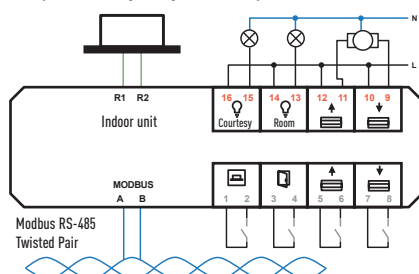 N
L
R1 R2
16 15 14 13 12 11 10 9
Indoor unit
Courtesy Room
MODBUS
A B
1 2 3 4 5 6 7 8
Modbus RS-485
Twisted Pair